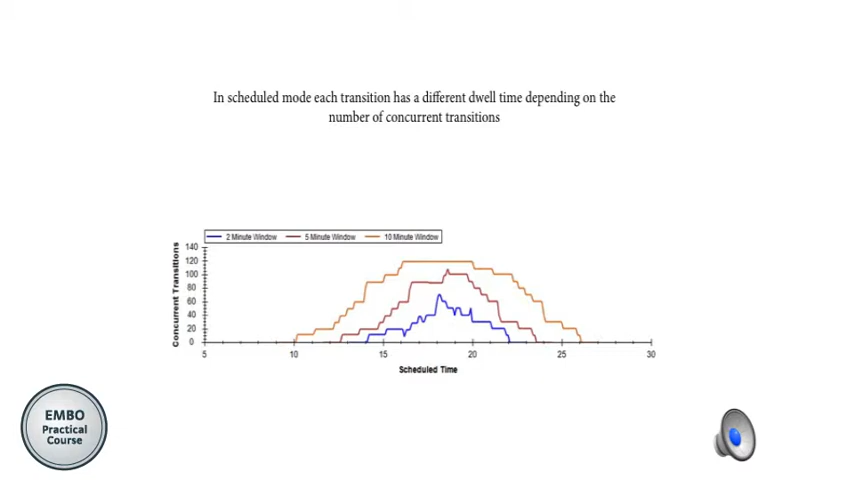 In scheduled mode each transition has a different dwell time depending on the
number of concurrent transitions
2 Minute Window 5 Minute Window 10 Minute Window
Concurrent Transitions
140
120
100
80
60
40
20
0
5 10 15 20 25 30
Scheduled Time
EMBO
Practical
Course